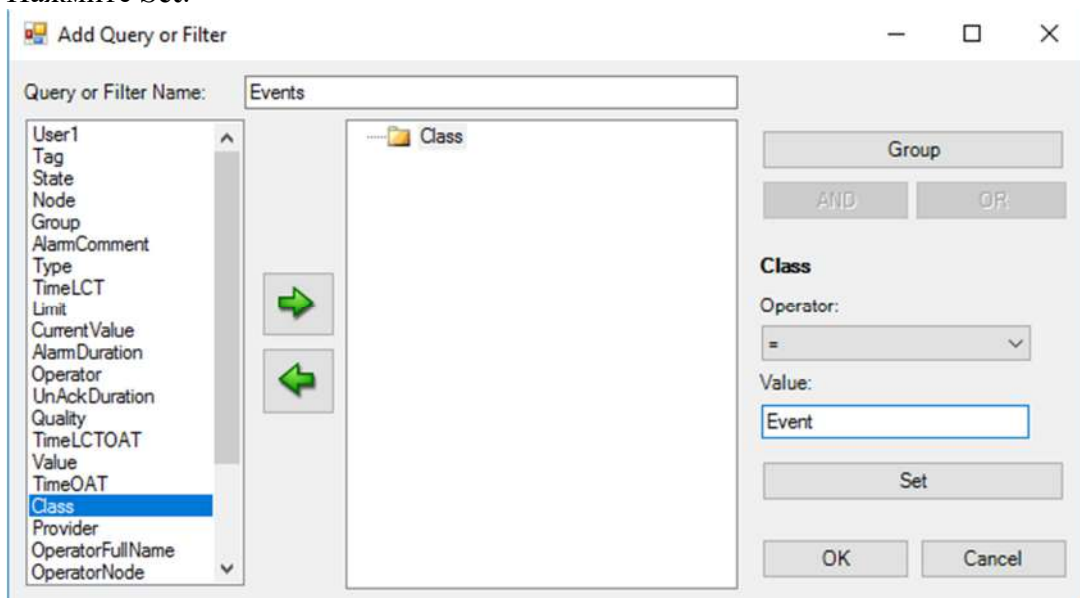 Нажмите Set.
Add Query or Filter
Query or Filter Name: Events
User1
Tag
State
Node
Group
AlarmComment
Type
TimeLCT
Limit
CurrentValue
AlarmDuration
Operator
UnAckDuration
Quality
TimeLCTOAT
Value
TimeOAT
Class
Provider
OperatorFullName
OperatorNode
Class
Group
AND OR
Class
Operator:
=
Value:
Event
Set
OK Cancel